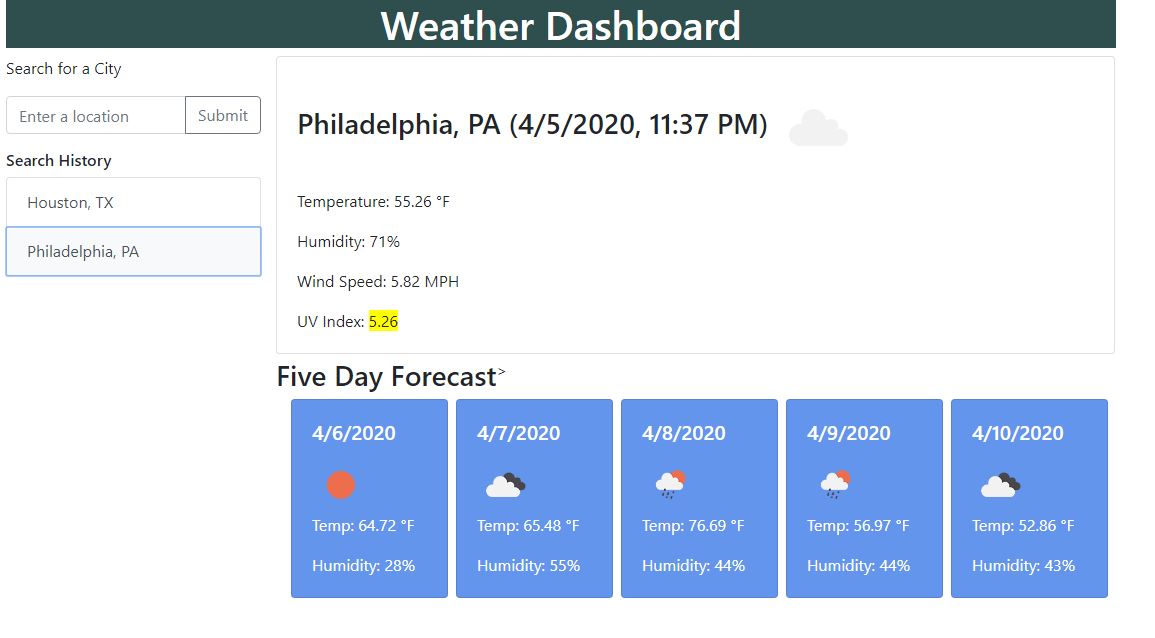 Weather Dashboard
Search for a City
Enter a location
Submit
Search History
Houston, TX
Philadelphia, PA
Philadelphia, PA (4/5/2020, 11:37 PM)
Temperature: 55.26 °F
Humidity: 71%
Wind Speed: 5.82 MPH
UV Index: 5.26
Five Day Forecast>
4/6/2020
Temp: 64.72 °F
Humidity: 28%
4/7/2020
Temp: 65.48 °F
Humidity: 55%
4/8/2020
Temp: 76.69 °F
Humidity: 44%
4/9/2020
Temp: 56.97 °F
Humidity: 44%
4/10/2020
Temp: 52.86 °F
Humidity: 43%